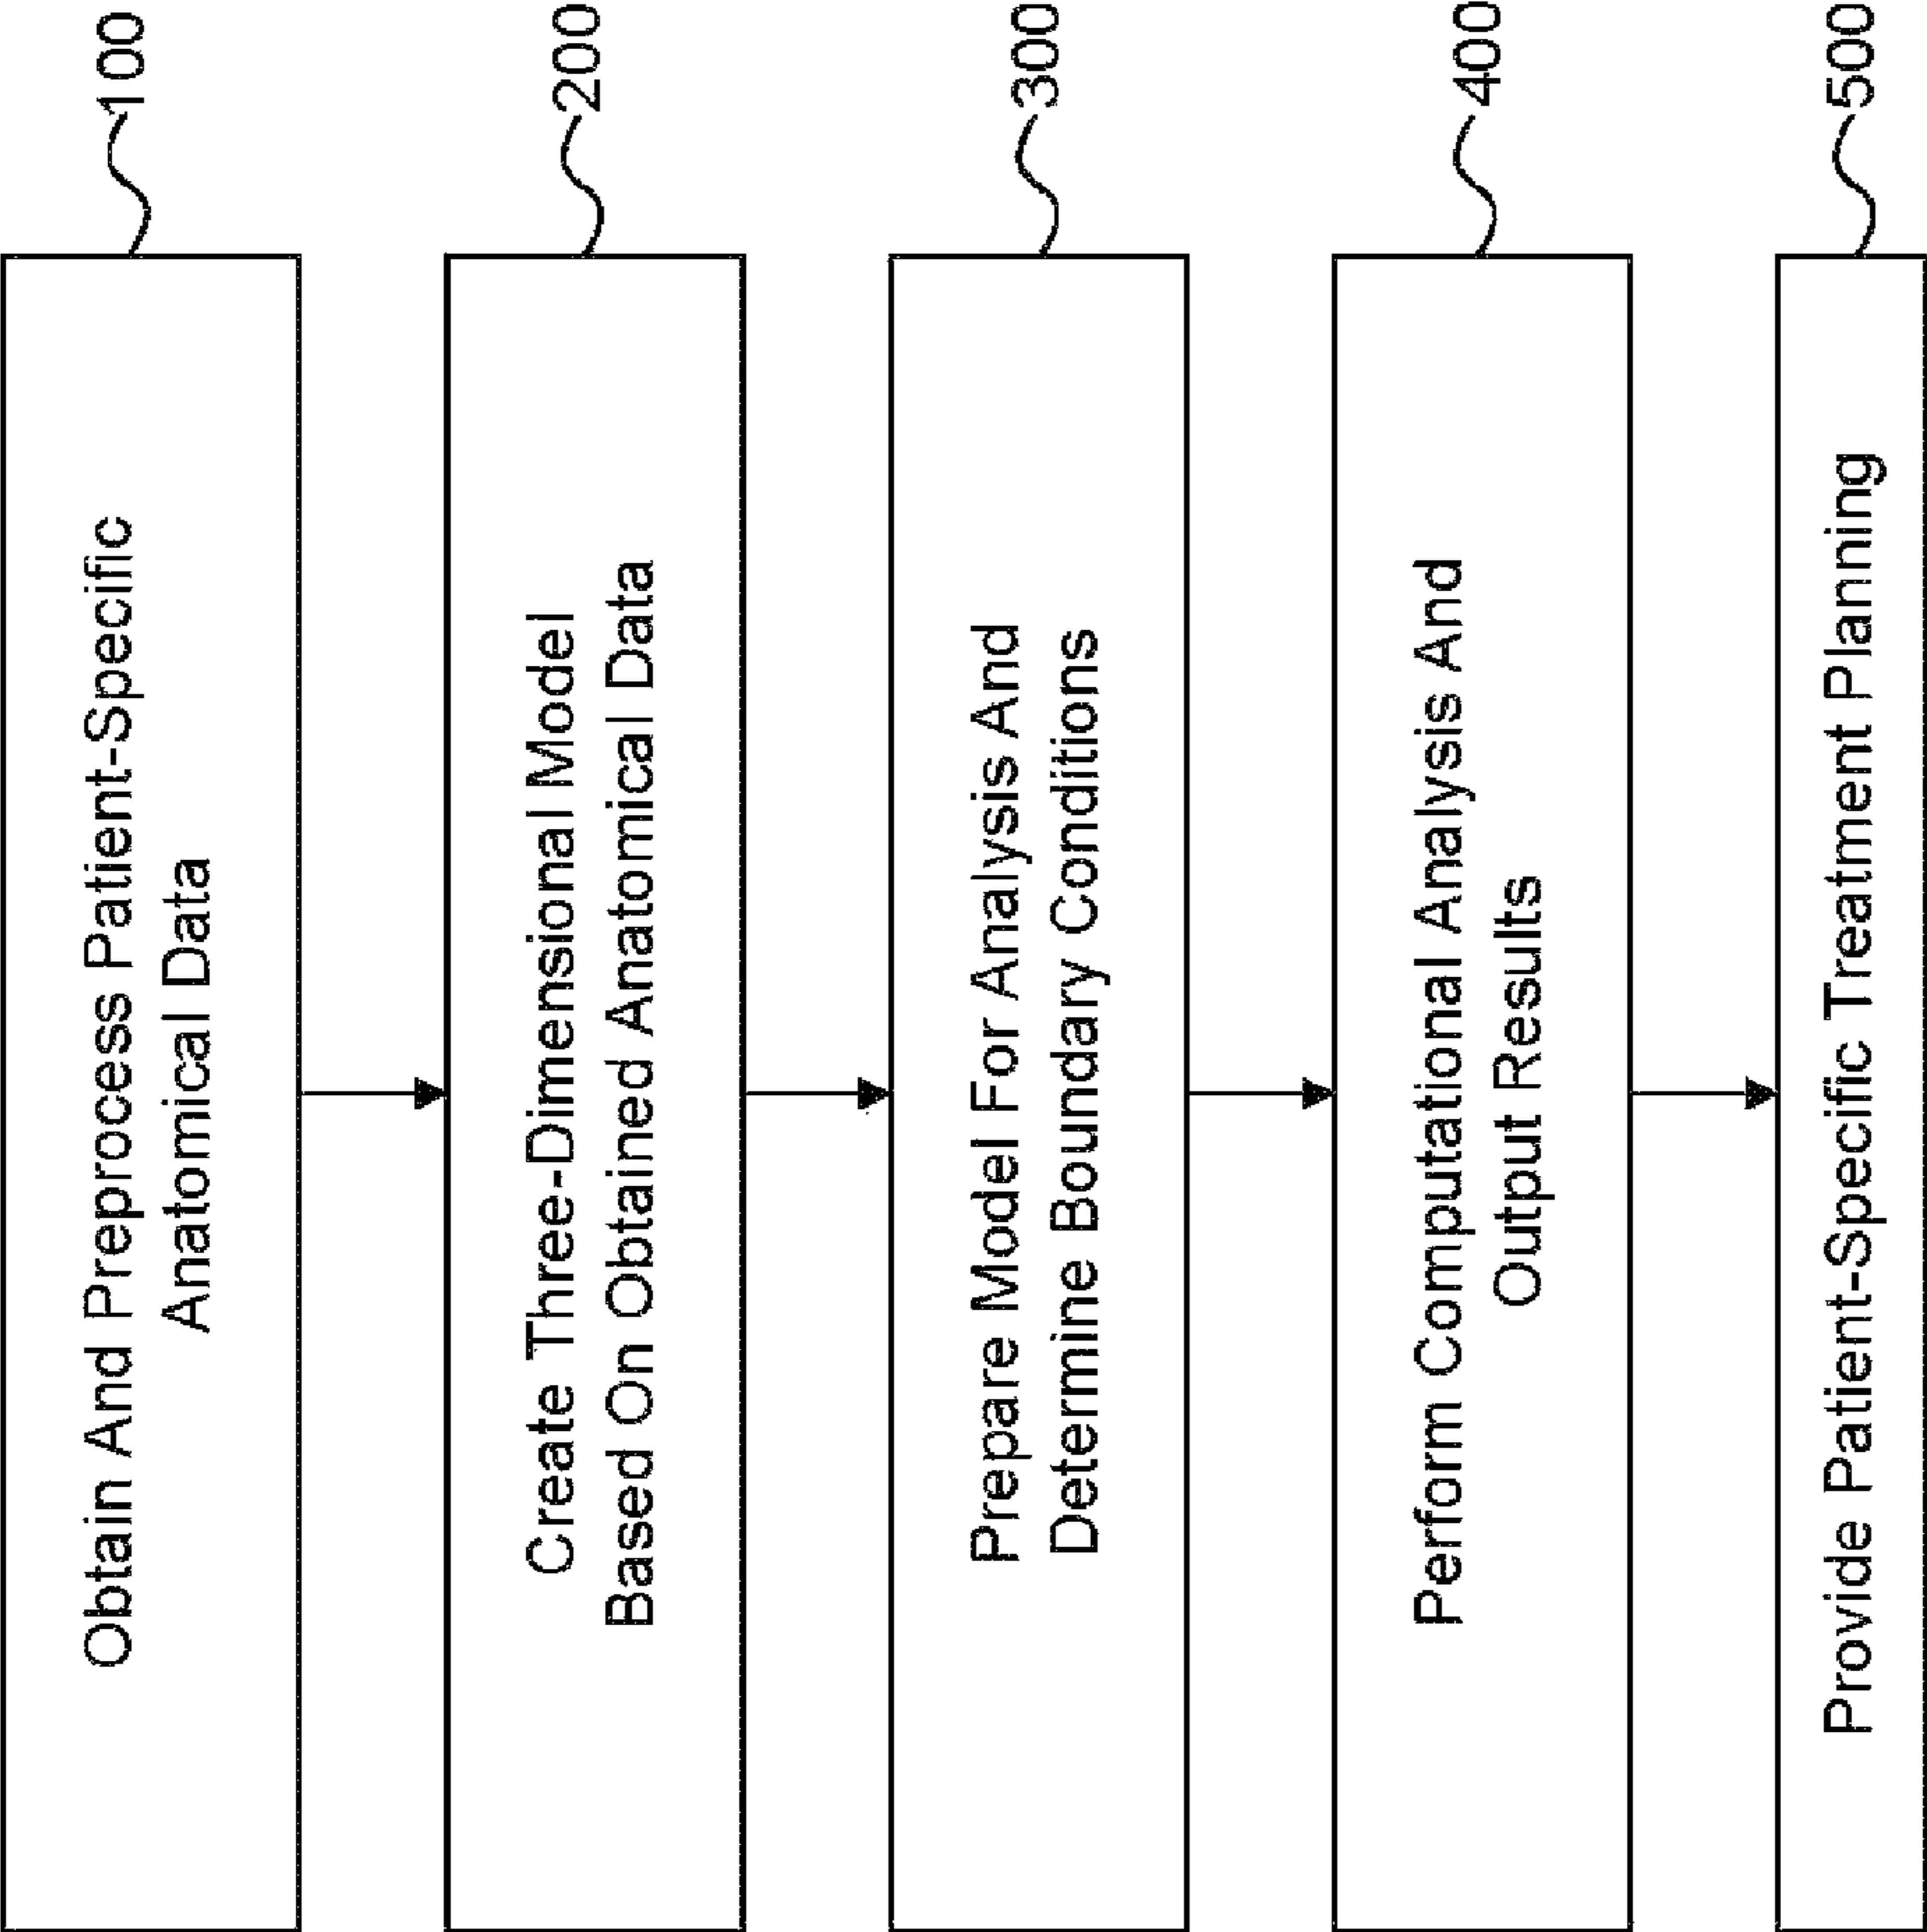 Obtain And Preprocess Patient-Specific
Anatomical Data
100
Create Three-Dimensional Model
Based On Obtained Anatomical Data
200
Prepare Model For Analysis And
Determine Boundary Conditions
300
Perform Computational Analysis And
Output Results
400
Provide Patient-Specific Treatment Planning
500